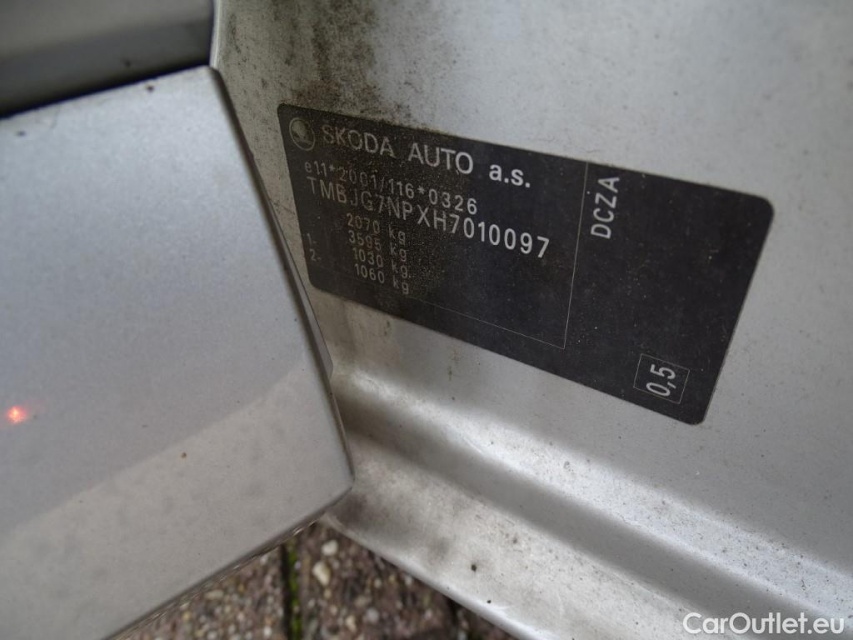 SKODA AUTO a.s.
e11*2001/116*0326
TMBJG7NPXH7010097
2070 kg
3595 kg
1- 1030 kg
2- 1060 kg
DCZA
0,5
CarOutlet.eu